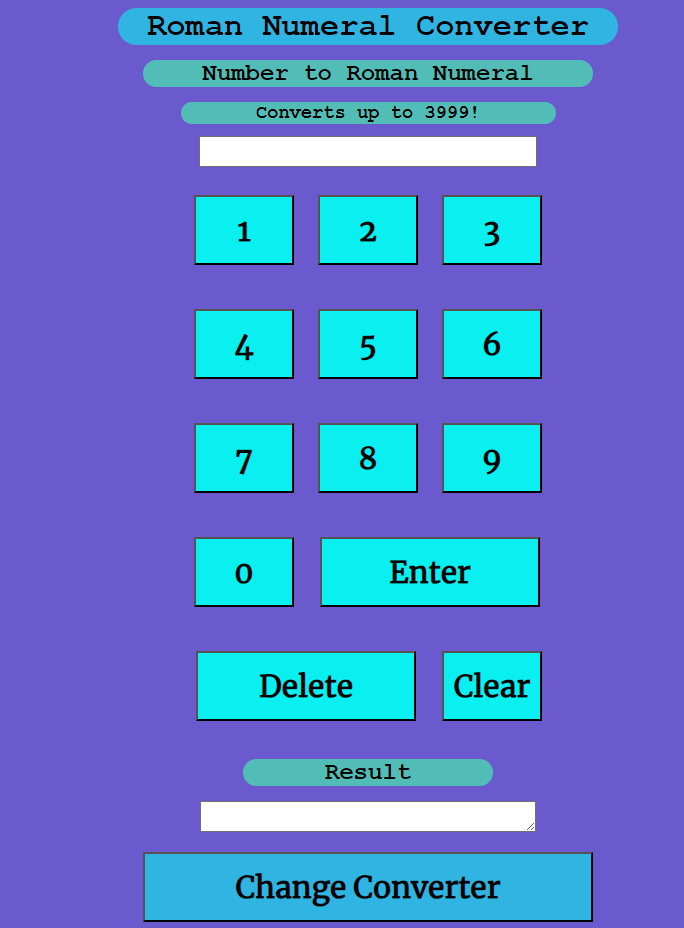 Roman Numeral Converter
Number to Roman Numeral
Converts up to 3999!
1 2 3
4 5 6
7 8 9
0 Enter
Delete Clear
Result
Change Converter